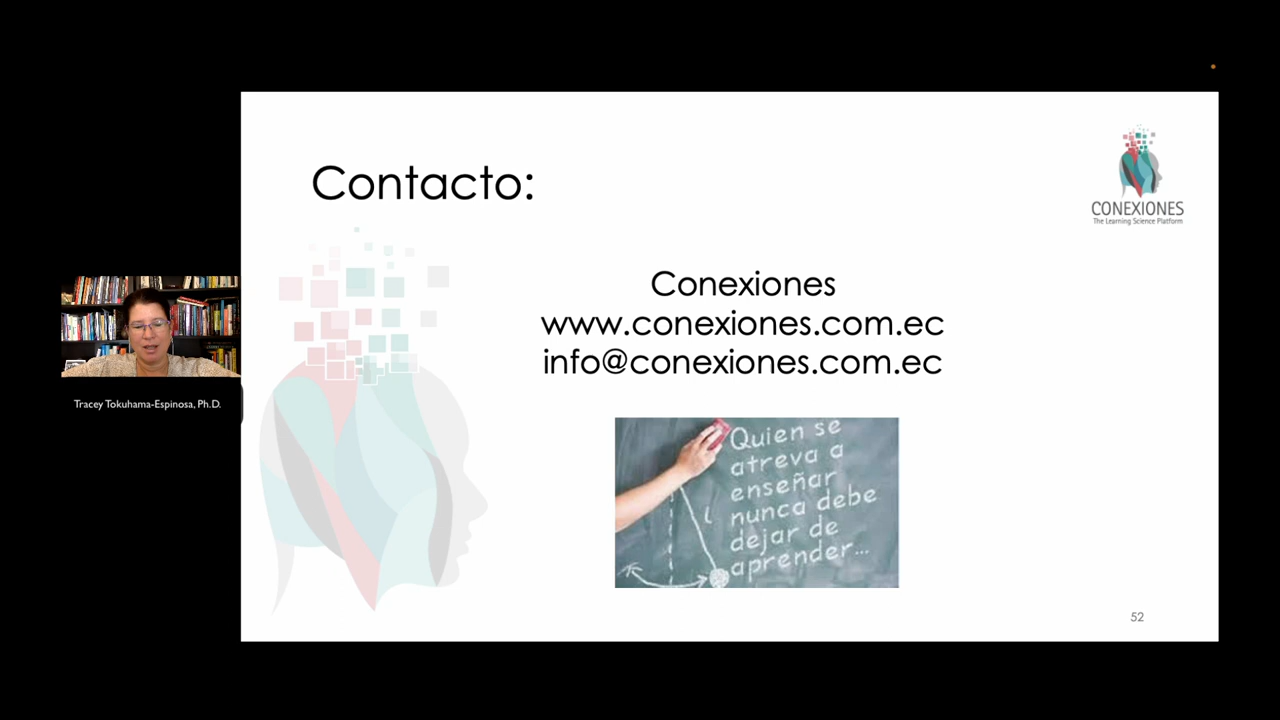 Contacto:
CONEXIONES
The Learning Science Platform
Conexiones
www.conexiones.com.ec
info@conexiones.com.ec
Tracey Tokuhama-Espinosa, Ph.D.
Quien se
atreva a
enseñar
nunca debe
dejar de
aprender...
52